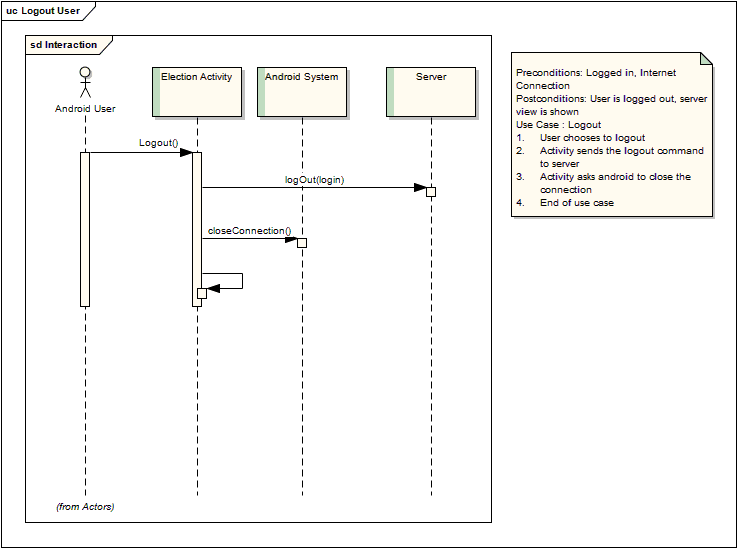 uc Logout User
sd Interaction
Android User
Election Activity
Android System
Server
Logout()
logOut(login)
closeConnection()
(from Actors)
Preconditions: Logged in, Internet
Connection
Postconditions: User is logged out, server
view is shown
Use Case : Logout
1. User chooses to logout
2. Activity sends the logout command
to server
3. Activity asks android to close the
connection
4. End of use case